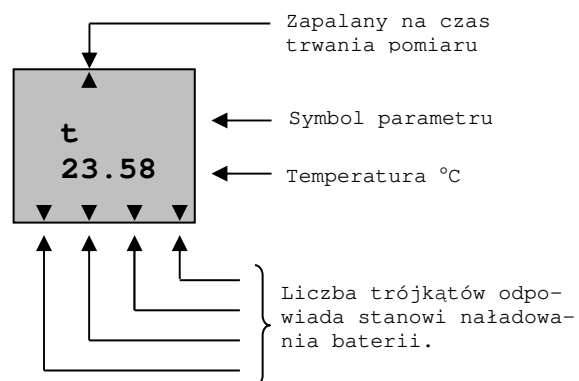 Zapalany na czas
trwania pomiaru
Symbol parametru
t
23.58
Temperatura °C
Liczba trójkątów odpo-
wiada stanowi naładowa-
nia baterii.